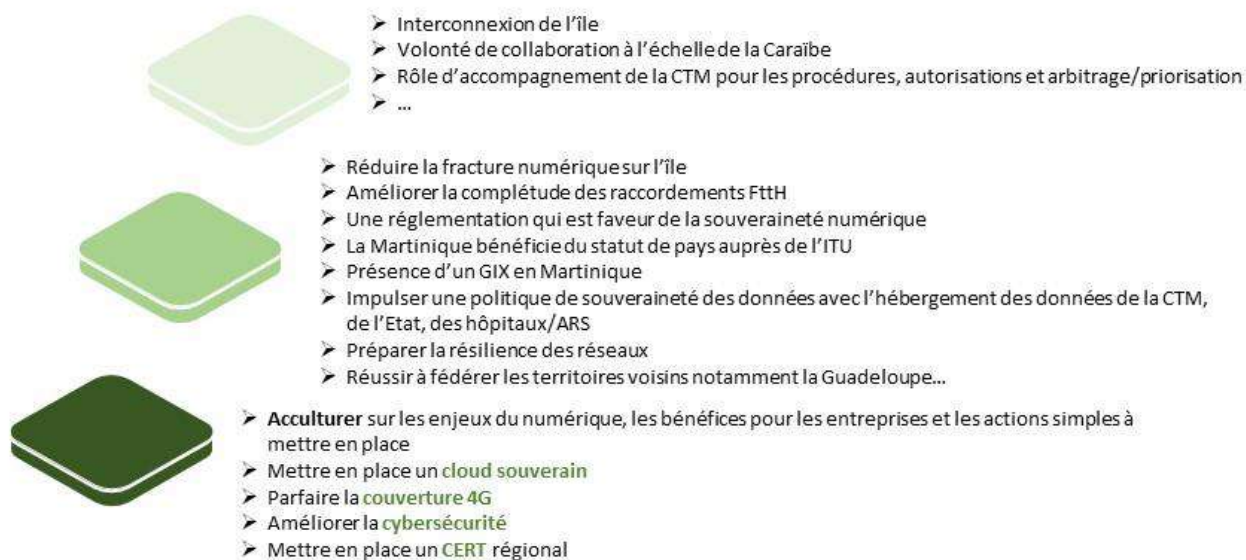 ➢ Interconnexion de l’île
➢ Volonté de collaboration à l’échelle de la Caraïbe
➢ Rôle d’accompagnement de la CTM pour les procédures, autorisations et arbitrage/priorisation
➢ ...
➢ Réduire la fracture numérique sur l’île
➢ Améliorer la complétude des raccordements FttH
➢ Une réglementation qui est faveur de la souveraineté numérique
➢ La Martinique bénéficie du statut de pays auprès de l’ITU
➢ Présence d’un GIX en Martinique
➢ Impulser une politique de souveraineté des données avec l’hébergement des données de la CTM,
de l’Etat, des hôpitaux/ARS
➢ Préparer la résilience des réseaux
➢ Réussir à fédérer les territoires voisins notamment la Guadeloupe...
➢ Acculturer sur les enjeux du numérique, les bénéfices pour les entreprises et les actions simples à
mettre en place
➢ Mettre en place un cloud souverain
➢ Parfaire la couverture 4G
➢ Améliorer la cybersécurité
➢ Mettre en place un CERT régional